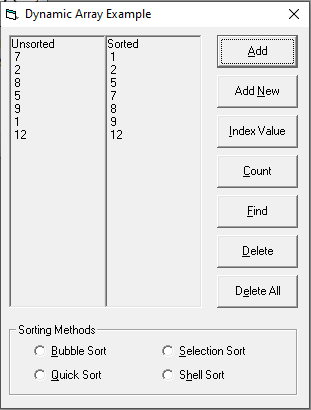 Dynamic Array Example
Unsorted Sorted
7 1
2 2
8 5
5 7
9 8
1 9
12 12
Add
Add New
Index Value
Count
Find
Delete
Delete All
Sorting Methods
Bubble Sort Selection Sort
Quick Sort Shell Sort